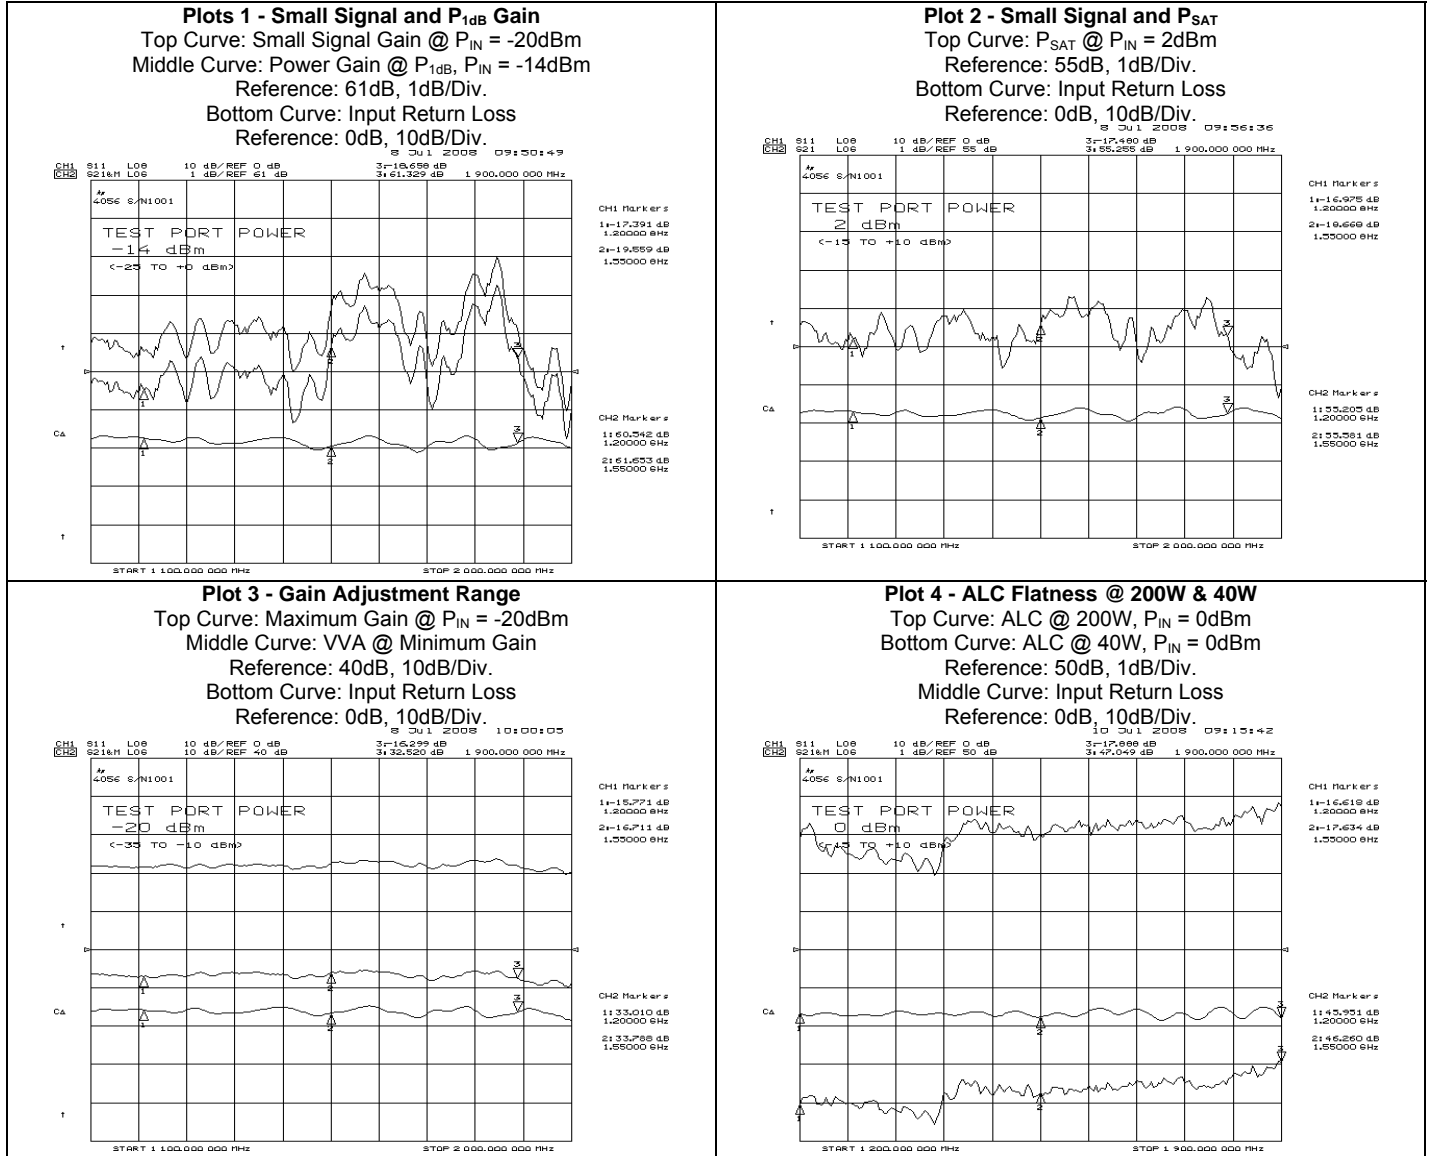 Plots 1 - Small Signal and P1dB Gain
Top Curve: Small Signal Gain @ PIN = -20dBm
Middle Curve: Power Gain @ P1dB, PIN = -14dBm
Reference: 61dB, 1dB/Div.
Bottom Curve: Input Return Loss
Reference: 0dB, 10dB/Div.
8 Jul 2008 09:50:49
CH1 S11 LOG 10 dB/REF 0 dB 3:-18.658 dB
CH2 S21&M LOG 1 dB/REF 61 dB 3:61.329 dB 1 900.000 000 MHz
4056 S/N1001
TEST PORT POWER
-14 dBm
(-25 TO +0 dBm)
CH1 Markers
1:-17.391 dB
1.20000 GHz
2:-19.559 dB
1.55000 GHz
CH2 Markers
1:60.542 dB
1.20000 GHz
2:61.653 dB
1.55000 GHz
START 1 100.000 000 MHz STOP 2 000.000 000 MHz
Plot 2 - Small Signal and PSAT
Top Curve: PSAT @ PIN = 2dBm
Reference: 55dB, 1dB/Div.
Bottom Curve: Input Return Loss
Reference: 0dB, 10dB/Div.
8 Jul 2008 09:56:36
CH1 S11 LOG 10 dB/REF 0 dB 3:-17.480 dB
CH2 S21 LOG 1 dB/REF 55 dB 3:55.255 dB 1 900.000 000 MHz
4056 S/N1001
TEST PORT POWER
2 dBm
(-15 TO +10 dBm)
CH1 Markers
1:-16.975 dB
1.20000 GHz
2:-18.668 dB
1.55000 GHz
CH2 Markers
1:55.205 dB
1.20000 GHz
2:55.581 dB
1.55000 GHz
START 1 100.000 000 MHz STOP 2 000.000 000 MHz
Plot 3 - Gain Adjustment Range
Top Curve: Maximum Gain @ PIN = -20dBm
Middle Curve: VVA @ Minimum Gain
Reference: 40dB, 10dB/Div.
Bottom Curve: Input Return Loss
Reference: 0dB, 10dB/Div.
8 Jul 2008 10:00:05
CH1 S11 LOG 10 dB/REF 0 dB 3:-16.299 dB
CH2 S21&M LOG 10 dB/REF 40 dB 3:32.520 dB 1 900.000 000 MHz
4056 S/N1001
TEST PORT POWER
-20 dBm
(-35 TO -10 dBm)
CH1 Markers
1:-15.771 dB
1.20000 GHz
2:-16.711 dB
1.55000 GHz
CH2 Markers
1:33.010 dB
1.20000 GHz
2:33.788 dB
1.55000 GHz
START 1 100.000 000 MHz STOP 2 000.000 000 MHz
Plot 4 - ALC Flatness @ 200W & 40W
Top Curve: ALC @ 200W, PIN = 0dBm
Bottom Curve: ALC @ 40W, PIN = 0dBm
Reference: 50dB, 1dB/Div.
Middle Curve: Input Return Loss
Reference: 0dB, 10dB/Div.
10 Jul 2008 09:15:42
CH1 S11 LOG 10 dB/REF 0 dB 3:-17.888 dB
CH2 S21&M LOG 1 dB/REF 50 dB 3:47.049 dB 1 900.000 000 MHz
4056 S/N1001
TEST PORT POWER
0 dBm
(-15 TO +10 dBm)
CH1 Markers
1:-16.618 dB
1.20000 GHz
2:-17.634 dB
1.55000 GHz
CH2 Markers
1:45.951 dB
1.20000 GHz
2:46.260 dB
1.55000 GHz
START 1 200.000 000 MHz STOP 1 900.000 000 MHz